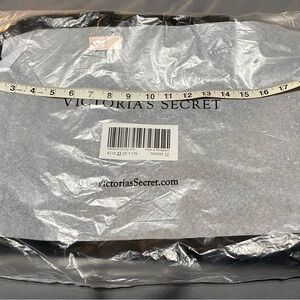 3 4 5 6 7 8 9 10 11 12 13 14 15 16 17
VICTORIA'S SECRET
VictoriasSecret.com